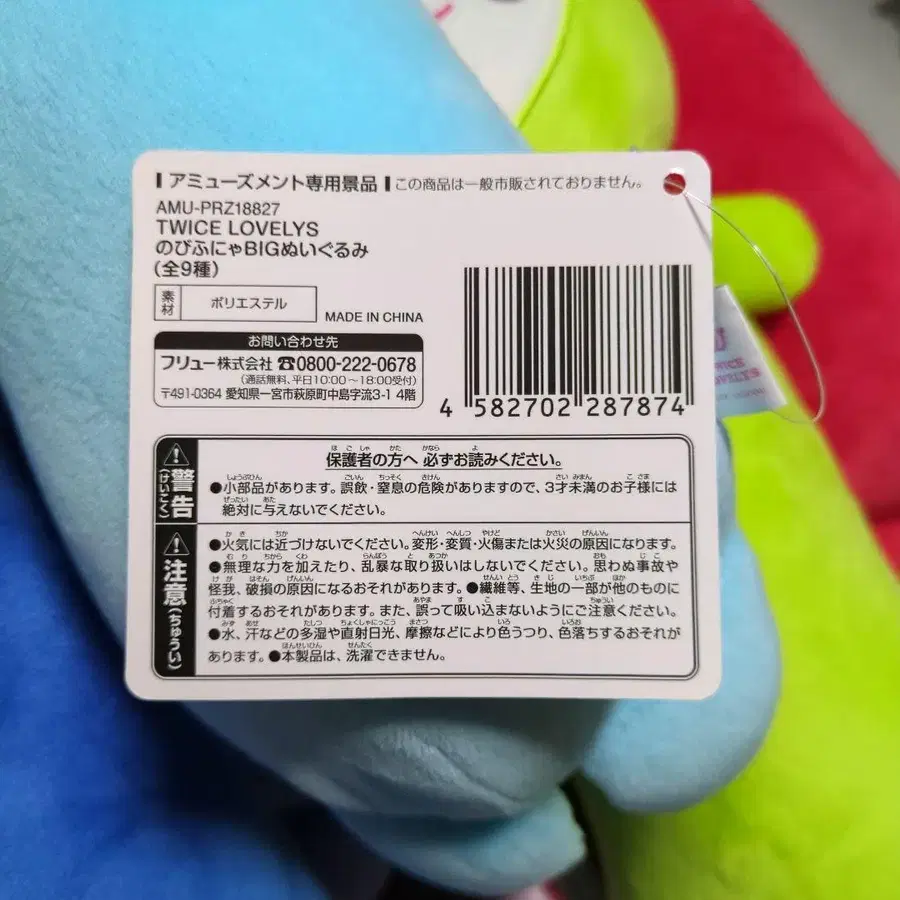 アミューズメント専用景品 この商品は一般市販されておりません。
AMU-PRZ18827
TWICE LOVELYS
のびふにゃBIGぬいぐるみ
(全9種)
素材 ポリエステル
MADE IN CHINA
お問い合わせ先
フリュー株式会社 ☎0800-222-0678
(通話無料、平日10:00~18:00受付)
〒491-0364 愛知県一宮市萩原町中島字流3-1 4階
4 582702 287874
警告(けいこく)
保護者の方へ 必ずお読みください。
●小部品があります。誤飲・窒息の危険がありますので、3才未満のお子様には
絶対に与えないでください。
注意(ちゅうい)
●火気には近づけないでください。変形・変質・火傷または火災の原因になります。
●無理な力を加えたり、乱暴な取り扱いはしないでください。思わぬ事故や
怪我、破損の原因になるおそれがあります。●繊維等、生地の一部が他のものに
付着するおそれがあります。また、誤って吸い込まないようにご注意ください。
●水、汗などの多湿や直射日光、摩擦などにより色うつり、色落ちするおそれが
あります。●本製品は、洗濯できません。